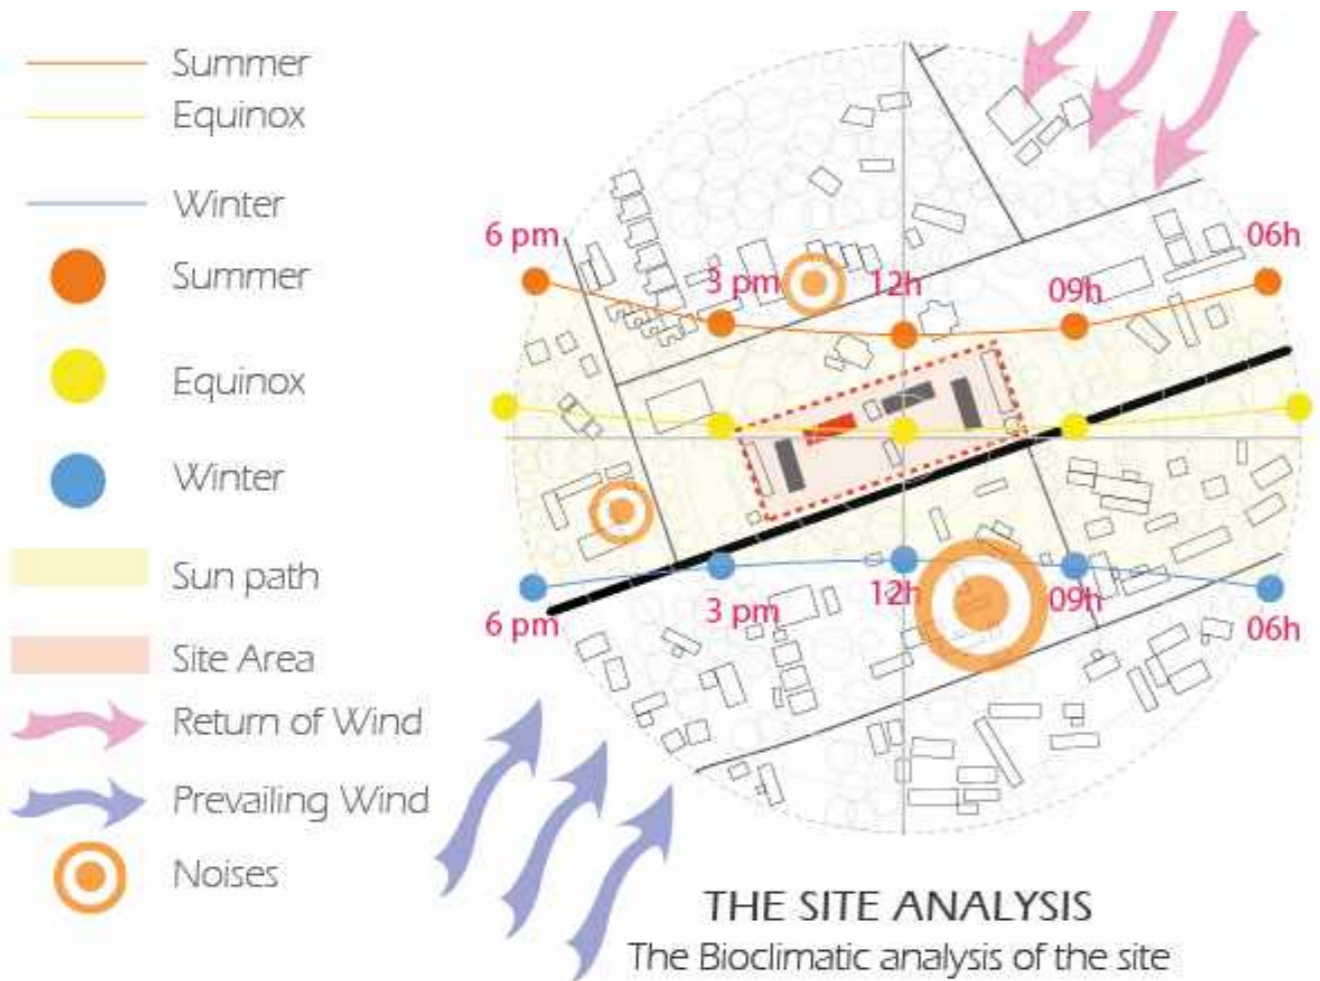 Summer
Equinox
Winter
Summer
Equinox
Winter
Sun path
Site Area
Return of Wind
Prevailing Wind
Noises
6 pm
3 pm
12h
09h
06h
6 pm
3 pm
12h
09h
06h
THE SITE ANALYSIS
The Bioclimatic analysis of the site